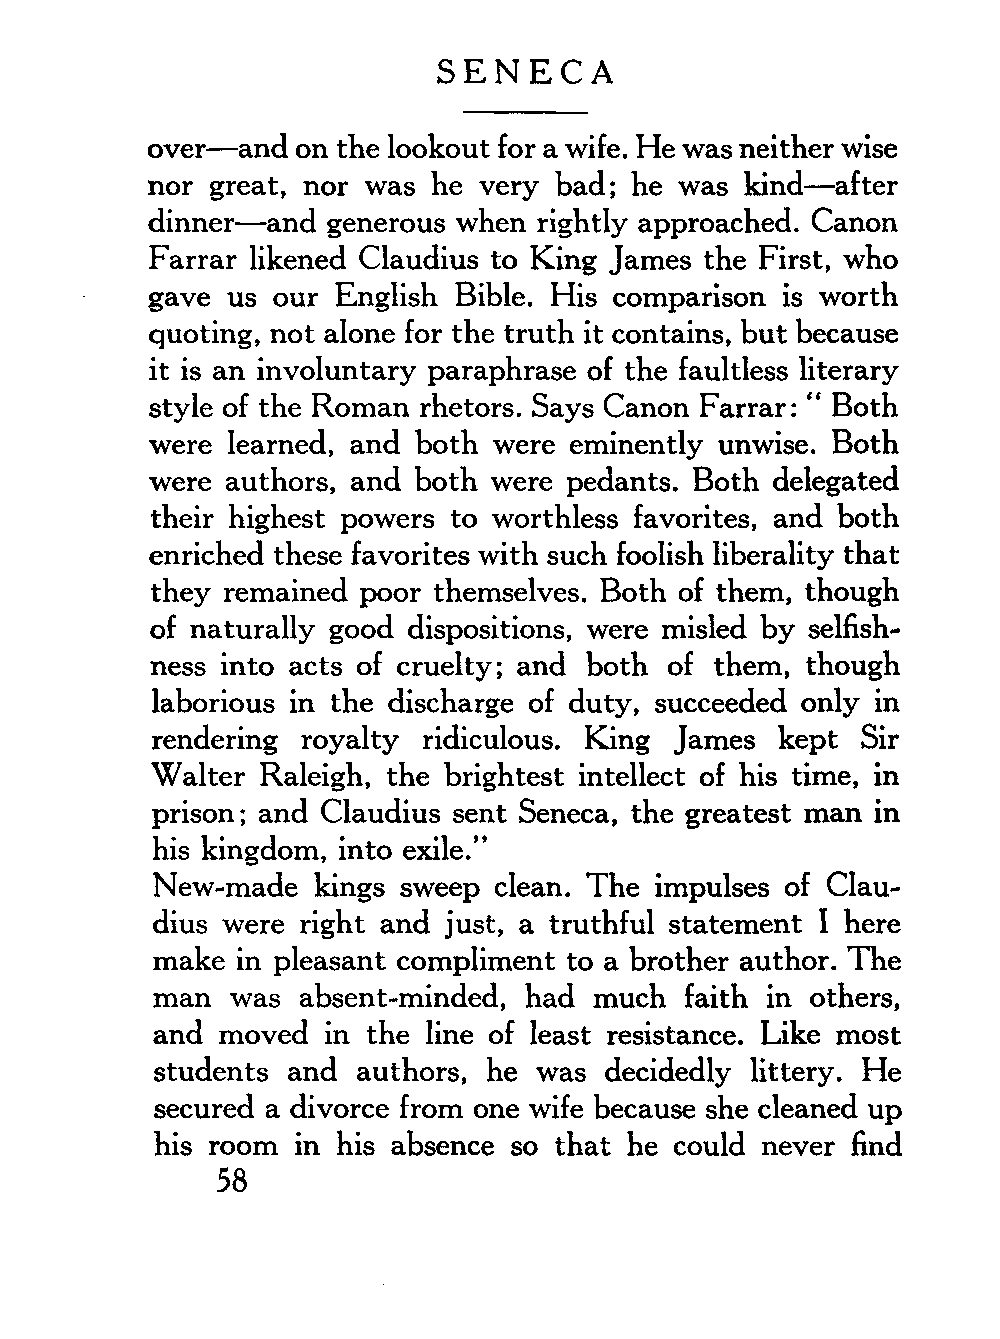 SENECA
over—and on the lookout for a wife. He was neither wise
nor great, nor was he very bad; he was kind—after
dinner—and generous when rightly approached. Canon
Farrar likened Claudius to King James the First, who
gave us our English Bible. His comparison is worth
quoting, not alone for the truth it contains, but because
it is an involuntary paraphrase of the faultless literary
style of the Roman rhetors. Says Canon Farrar: “ Both
were learned, and both were eminently unwise. Both
were authors, and both were pedants. Both delegated
their highest powers to worthless favorites, and both
enriched these favorites with such foolish liberality that
they remained poor themselves. Both of them, though
of naturally good dispositions, were misled by selfish-
ness into acts of cruelty; and both of them, though
laborious in the discharge of duty, succeeded only in
rendering royalty ridiculous. King James kept Sir
Walter Raleigh, the brightest intellect of his time, in
prison; and Claudius sent Seneca, the greatest man in
his kingdom, into exile.”
New-made kings sweep clean. The impulses of Clau-
dius were right and just, a truthful statement I here
make in pleasant compliment to a brother author. The
man was absent-minded, had much faith in others,
and moved in the line of least resistance. Like most
students and authors, he was decidedly littery. He
secured a divorce from one wife because she cleaned up
his room in his absence so that he could never find
58